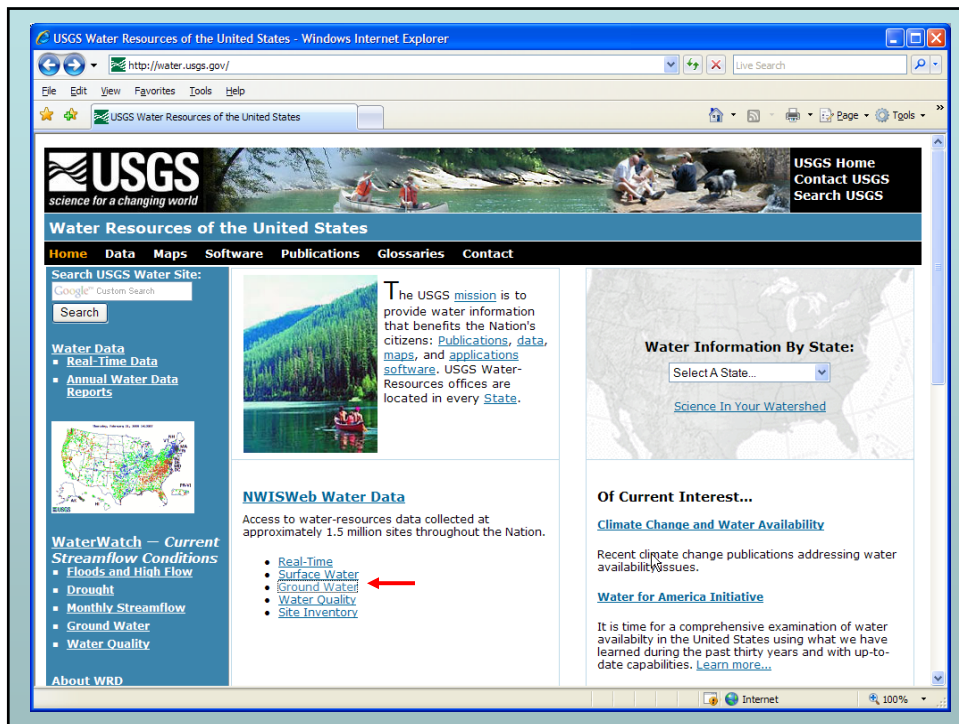 USGS Water Resources of the United States - Windows Internet Explorer
http://water.usgs.gov/
Live Search
File Edit View Favorites Tools Help
USGS Water Resources of the United States
Page Tools »
USGS
science for a changing world
USGS Home
Contact USGS
Search USGS
Water Resources of the United States
Home Data Maps Software Publications Glossaries Contact
Search USGS Water Site:
Google™ Custom Search
Search
Water Data
Real-Time Data
Annual Water Data
Reports
USGS
WaterWatch — Current
Streamflow Conditions
Floods and High Flow
Drought
Monthly Streamflow
Ground Water
Water Quality
About WRD
The USGS mission is to
provide water information
that benefits the Nation's
citizens: Publications, data,
maps, and applications
software. USGS Water-
Resources offices are
located in every State.
NWISWeb Water Data
Access to water-resources data collected at
approximately 1.5 million sites throughout the Nation.
Real-Time
Surface Water
Ground Water
Water Quality
Site Inventory
Water Information By State:
Select A State...
Science In Your Watershed
Of Current Interest...
Climate Change and Water Availability
Recent climate change publications addressing water
availability issues.
Water for America Initiative
It is time for a comprehensive examination of water
availabilty in the United States using what we have
learned during the past thirty years and with up-to-
date capabilities. Learn more...
Internet
100%